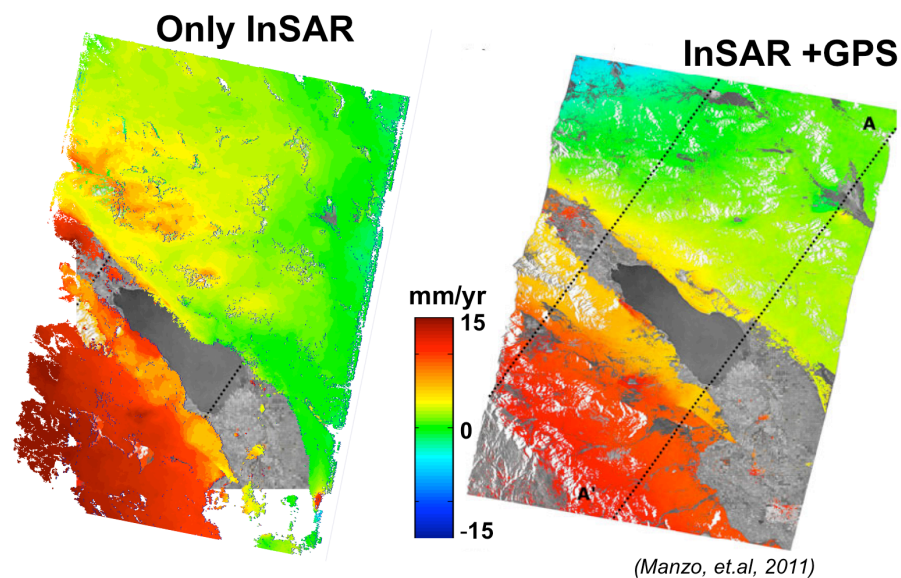 Only InSAR
InSAR +GPS
A
mm/yr
15
0
-15
A'
(Manzo, et.al, 2011)